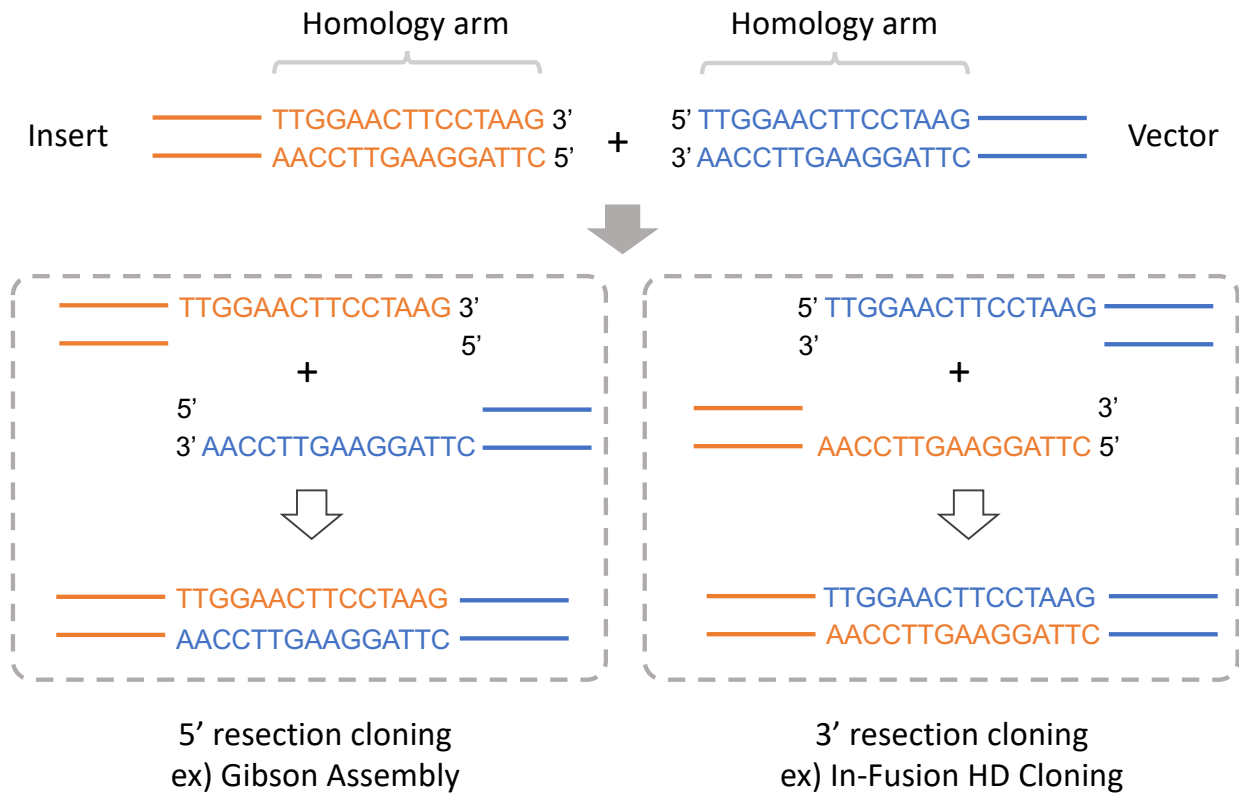 Homology arm Homology arm
Insert TTGGAACTTCCTAAG 3’ + 5’ TTGGAACTTCCTAAG Vector
AACCTTGAAGGATTC 5’ 3’ AACCTTGAAGGATTC
TTGGAACTTCCTAAG 3’
5’
+
5’
3’ AACCTTGAAGGATTC
TTGGAACTTCCTAAG
AACCTTGAAGGATTC
5’ resection cloning
ex) Gibson Assembly
5’ TTGGAACTTCCTAAG
3’
+
3’
AACCTTGAAGGATTC 5’
TTGGAACTTCCTAAG
AACCTTGAAGGATTC
3’ resection cloning
ex) In-Fusion HD Cloning